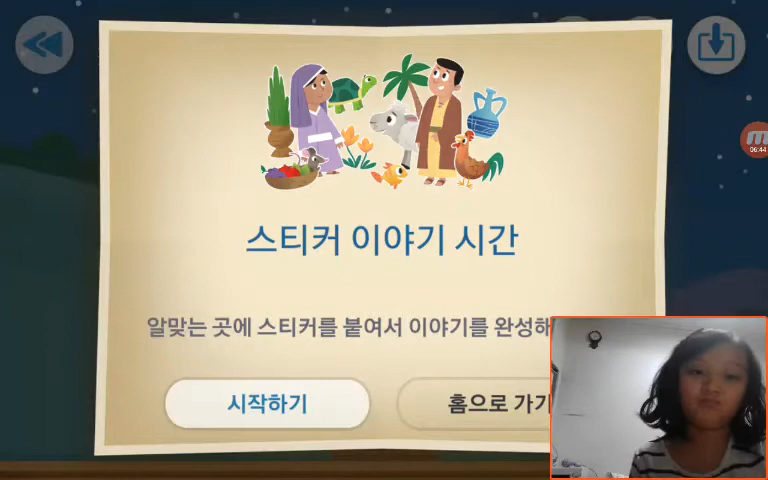 스티커 이야기 시간
알맞는 곳에 스티커를 붙여서 이야기를 완성해
시작하기
홈으로 가기
06:44